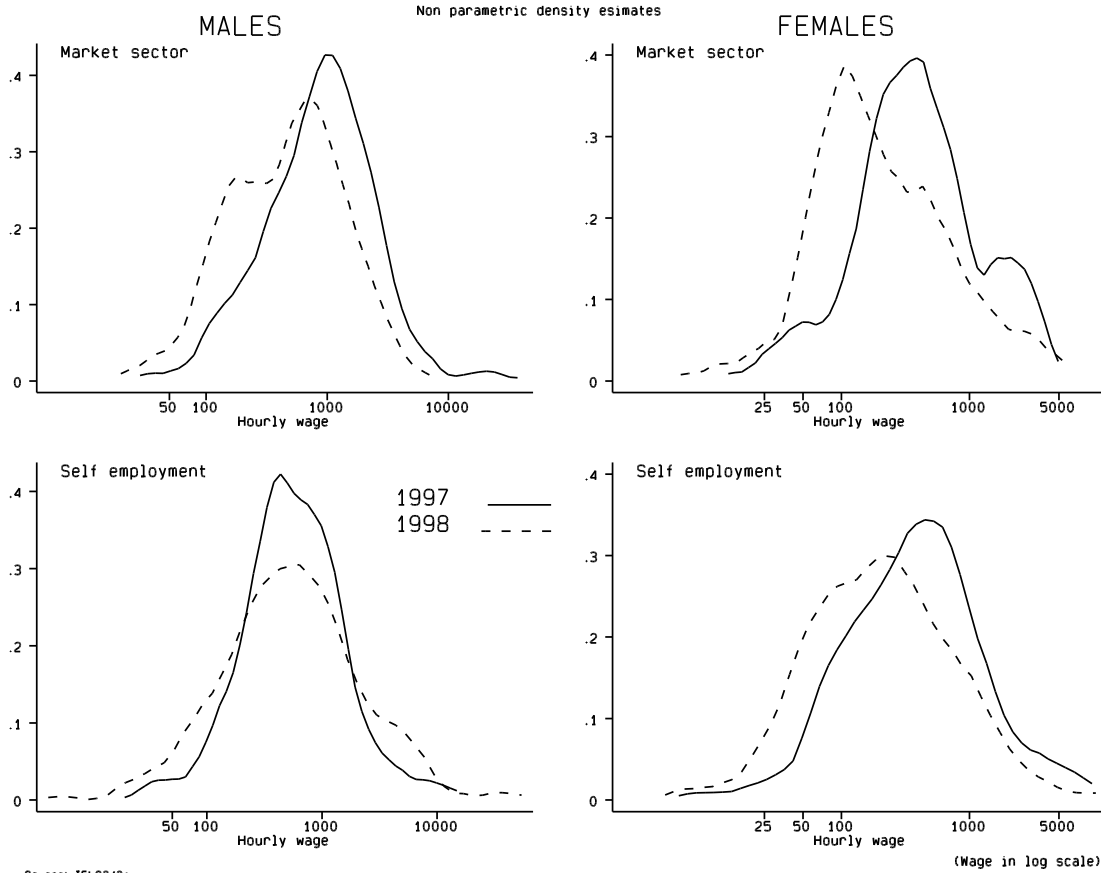 Non parametric density esimates
MALES
FEMALES
Market sector
.4
.3
.2
.1
0
50 100 1000 10000
Hourly wage
Market sector
.4
.3
.2
.1
0
25 50 100 1000 5000
Hourly wage
Self employment
.4
.3
.2
.1
0
50 100 1000 10000
Hourly wage
1997
1998
Self employment
.4
.3
.2
.1
0
25 50 100 1000 5000
Hourly wage
(Wage in log scale)